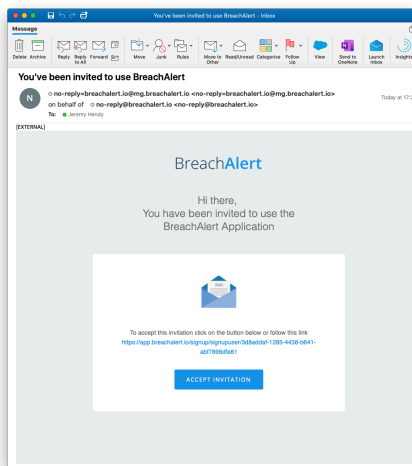 You've been invited to use BreachAlert - Inbox
Message
Delete Archive Reply Reply to All Forward Move Junk Rules Move to Other Read/Unread Categorise Follow Up View Send to OneNote Launch Inbox Insights
You've been invited to use BreachAlert
N
no-reply=breachalert.io@mg.breachalert.io <no-reply=breachalert.io@mg.breachalert.io>
on behalf of no-reply@breachalert.io <no-reply@breachalert.io>
Today at 17:
To: Jeremy Hendy
[EXTERNAL]
BreachAlert
Hi there,
You have been invited to use the
BreachAlert Application
To accept this invitation click on the button below or follow this link
https://app.breachalert.io/signup/signupuser/3d8addaf-1285-4436-b641-
abf7896dfa81
ACCEPT INVITATION